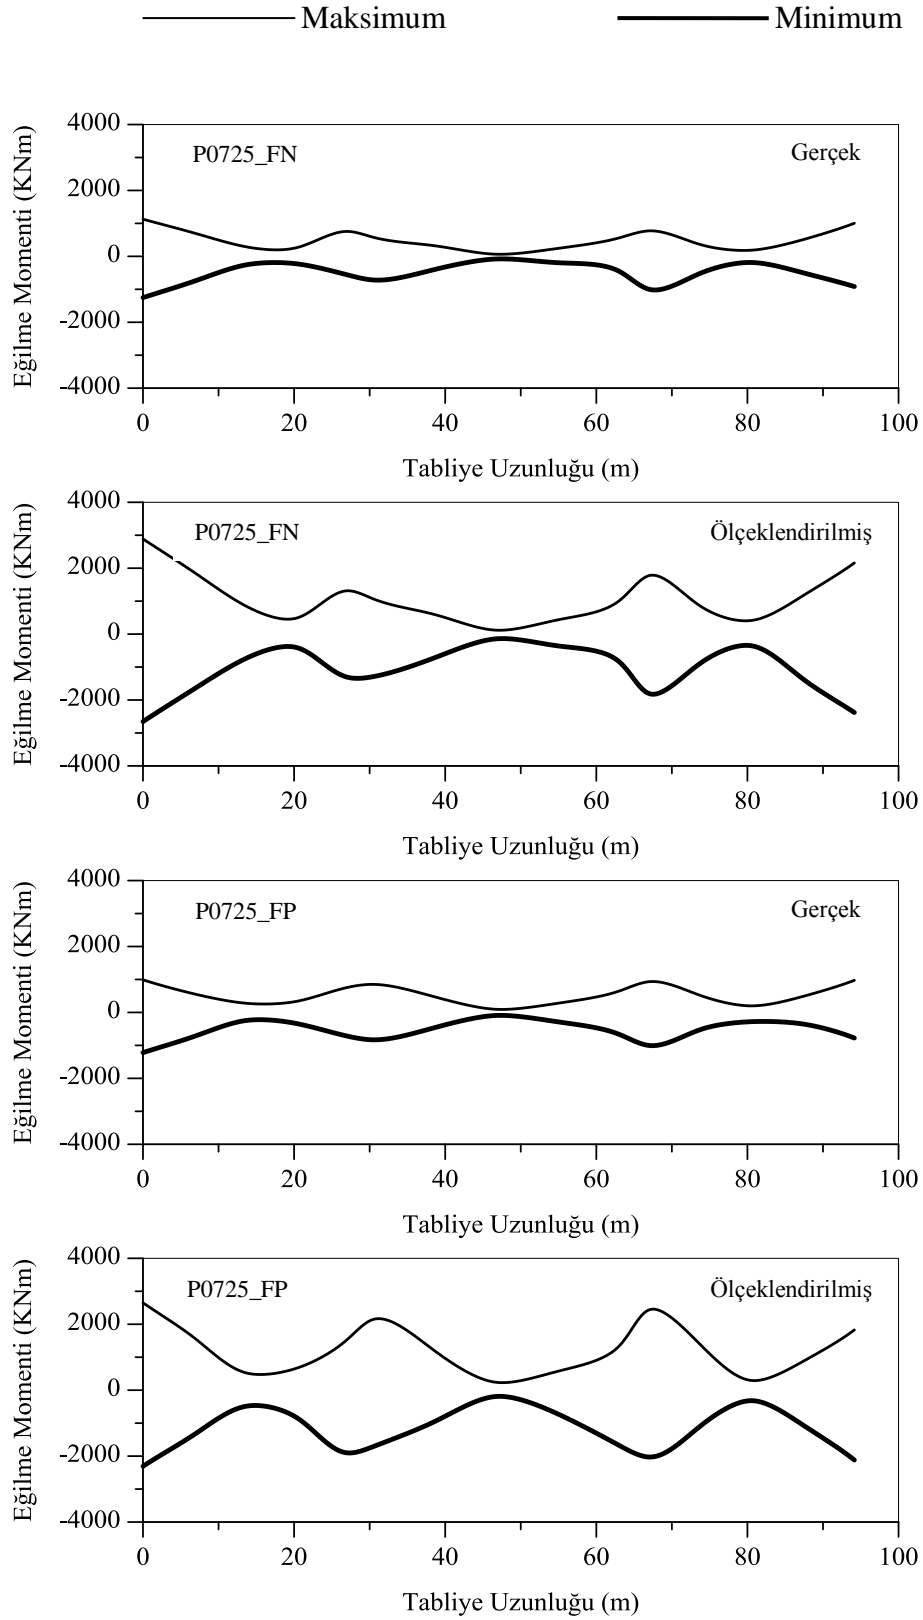 Maksimum Minimum
4000
2000
0
-2000
-4000
Eğilme Momenti (KNm)
P0725_FN Gerçek
0 20 40 60 80 100
Tabliye Uzunluğu (m)
4000
2000
0
-2000
-4000
Eğilme Momenti (KNm)
P0725_FN Ölçeklendirilmiş
0 20 40 60 80 100
Tabliye Uzunluğu (m)
4000
2000
0
-2000
-4000
Eğilme Momenti (KNm)
P0725_FP Gerçek
0 20 40 60 80 100
Tabliye Uzunluğu (m)
4000
2000
0
-2000
-4000
Eğilme Momenti (KNm)
P0725_FP Ölçeklendirilmiş
0 20 40 60 80 100
Tabliye Uzunluğu (m)